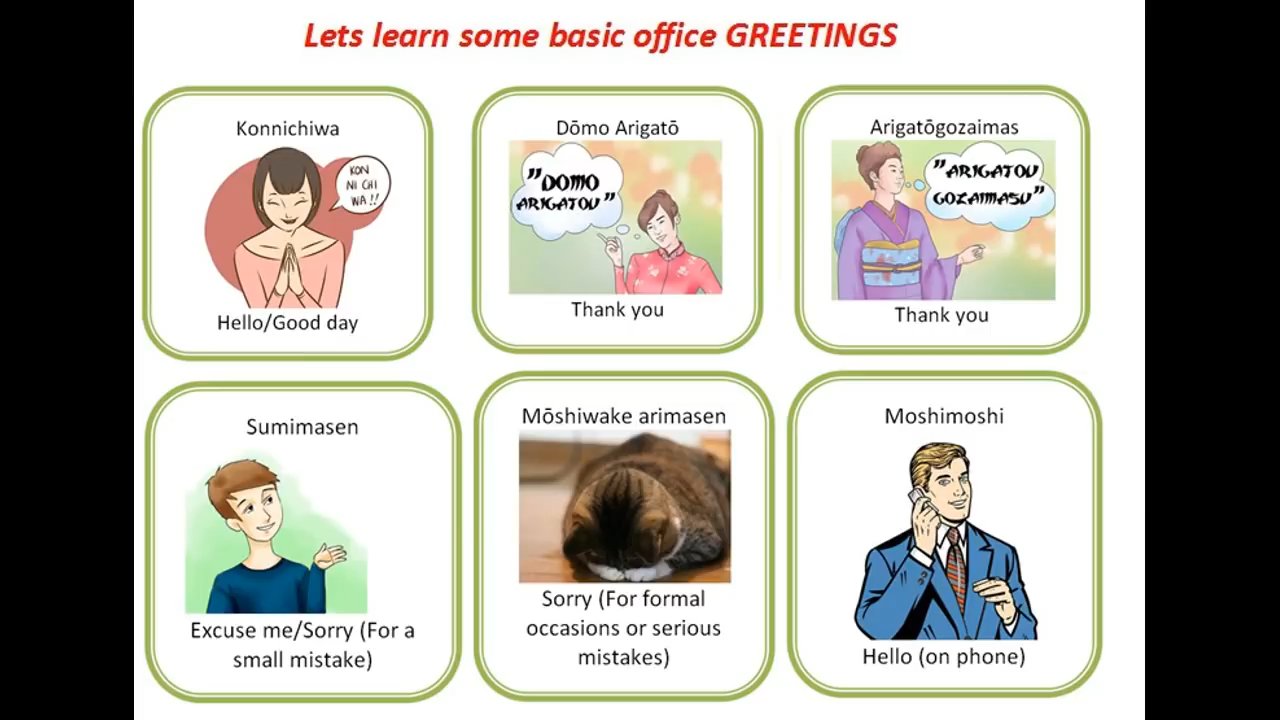 Lets learn some basic office GREETINGS
Konnichiwa
KON
NI CHI
WA!!
Hello/Good day
Dōmo Arigatō
"DOMO
ARIGATOU"
Thank you
Arigatōgozaimas
"ARIGATOU
GOZAIMASU"
Thank you
Sumimasen
Excuse me/Sorry (For a
small mistake)
Mōshiwake arimasen
Sorry (For formal
occasions or serious
mistakes)
Moshimoshi
Hello (on phone)